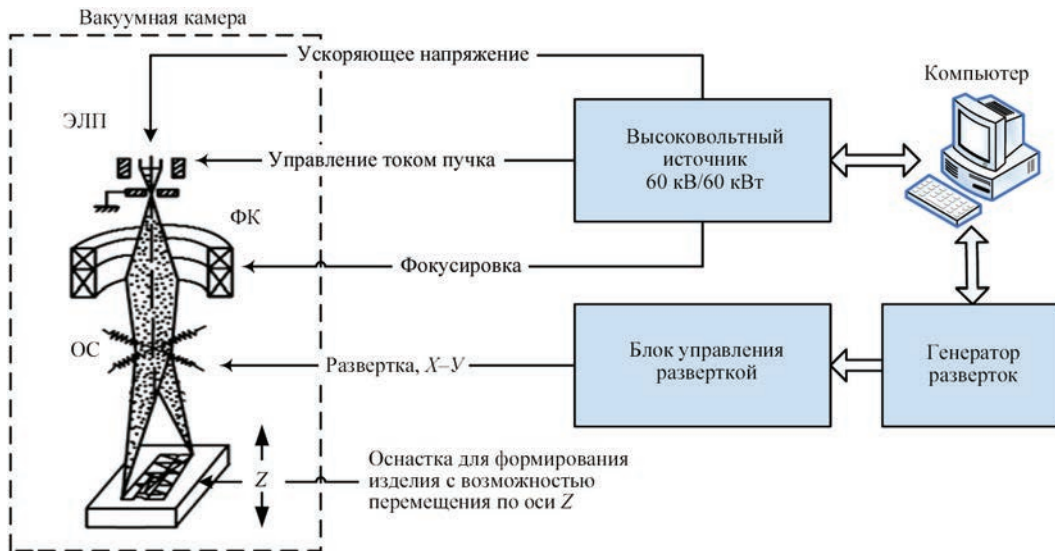 Вакуумная камера
Ускоряющее напряжение
Компьютер
ЭЛП
Управление током пучка
Высоковольтный
источник
60 кВ/60 кВт
ФК
Фокусировка
ОС
Развертка, X–У
Блок управления
разверткой
Генератор
разверток
Z
Оснастка для формирования
изделия с возможностью
перемещения по оси Z